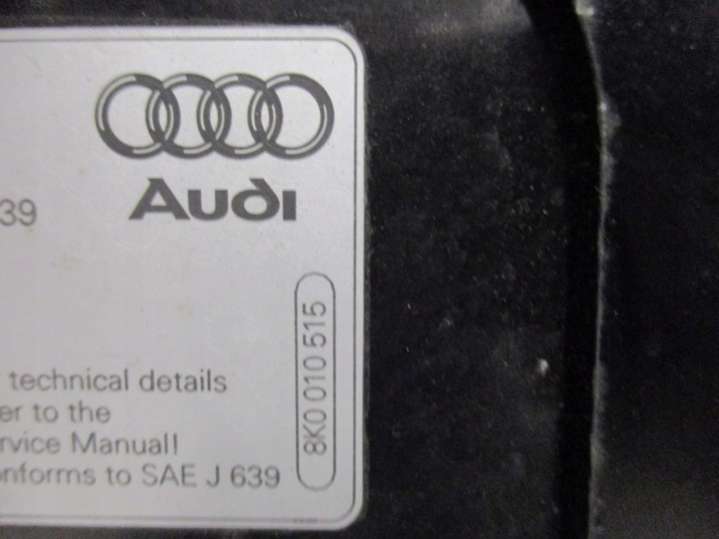 Audi
39
8K0 010 515
technical details
er to the
rvice Manual!
onforms to SAE J 639